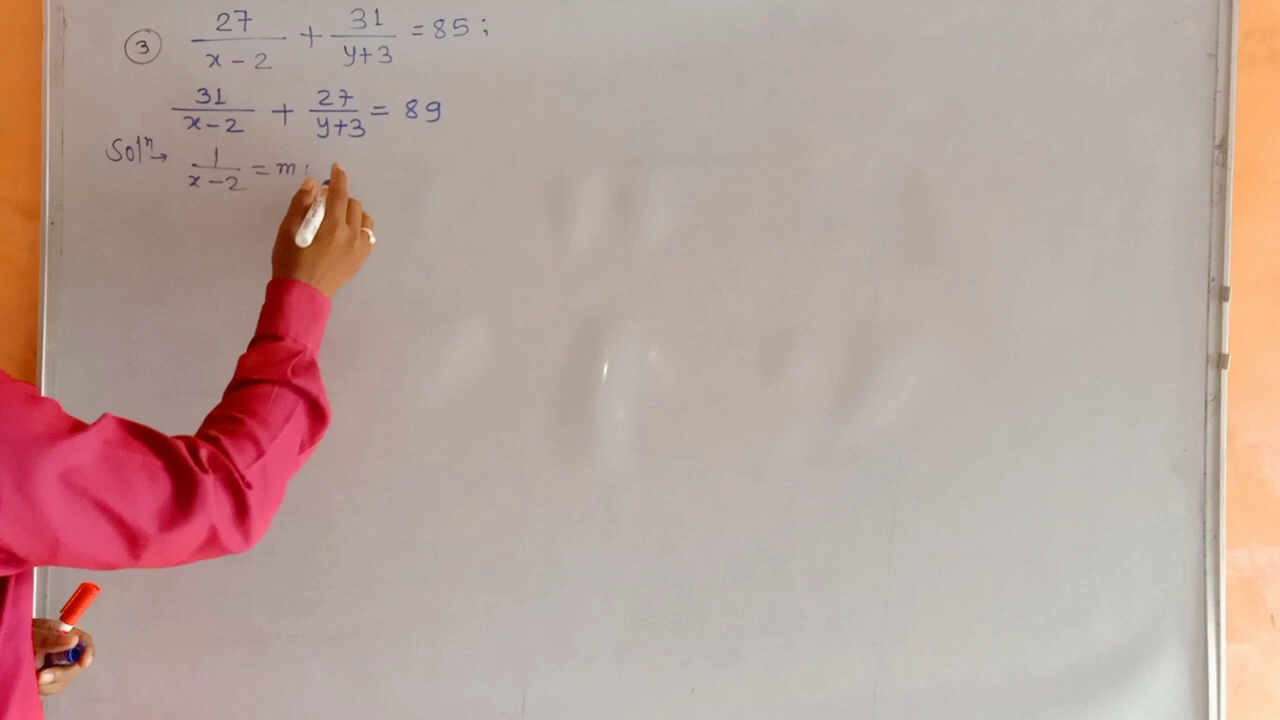 ③ 27/(x-2) + 31/(y+3) = 85 ;
31/(x-2) + 27/(y+3) = 89
Solⁿ→ 1/(x-2) = m ;